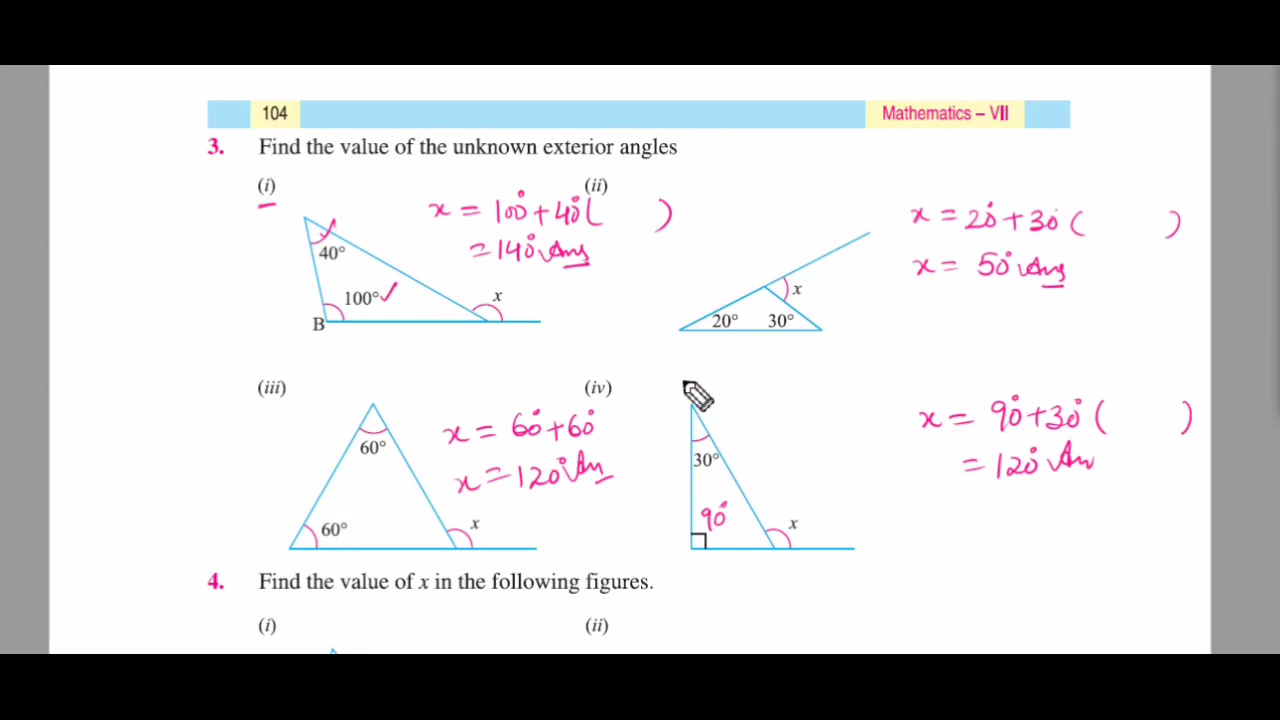 104 Mathematics – VII
3. Find the value of the unknown exterior angles
(i) (ii)
x = 100° + 40° ( )
= 140° Ans
40°
100°
x
B
x = 20° + 30° ( )
x = 50° Ans
x
20° 30°
(iii) (iv)
60°
x = 60° + 60°
x = 120° An
60°
x
30°
90°
x
x = 90° + 30° ( )
= 120° An
4. Find the value of x in the following figures.
(i) (ii)